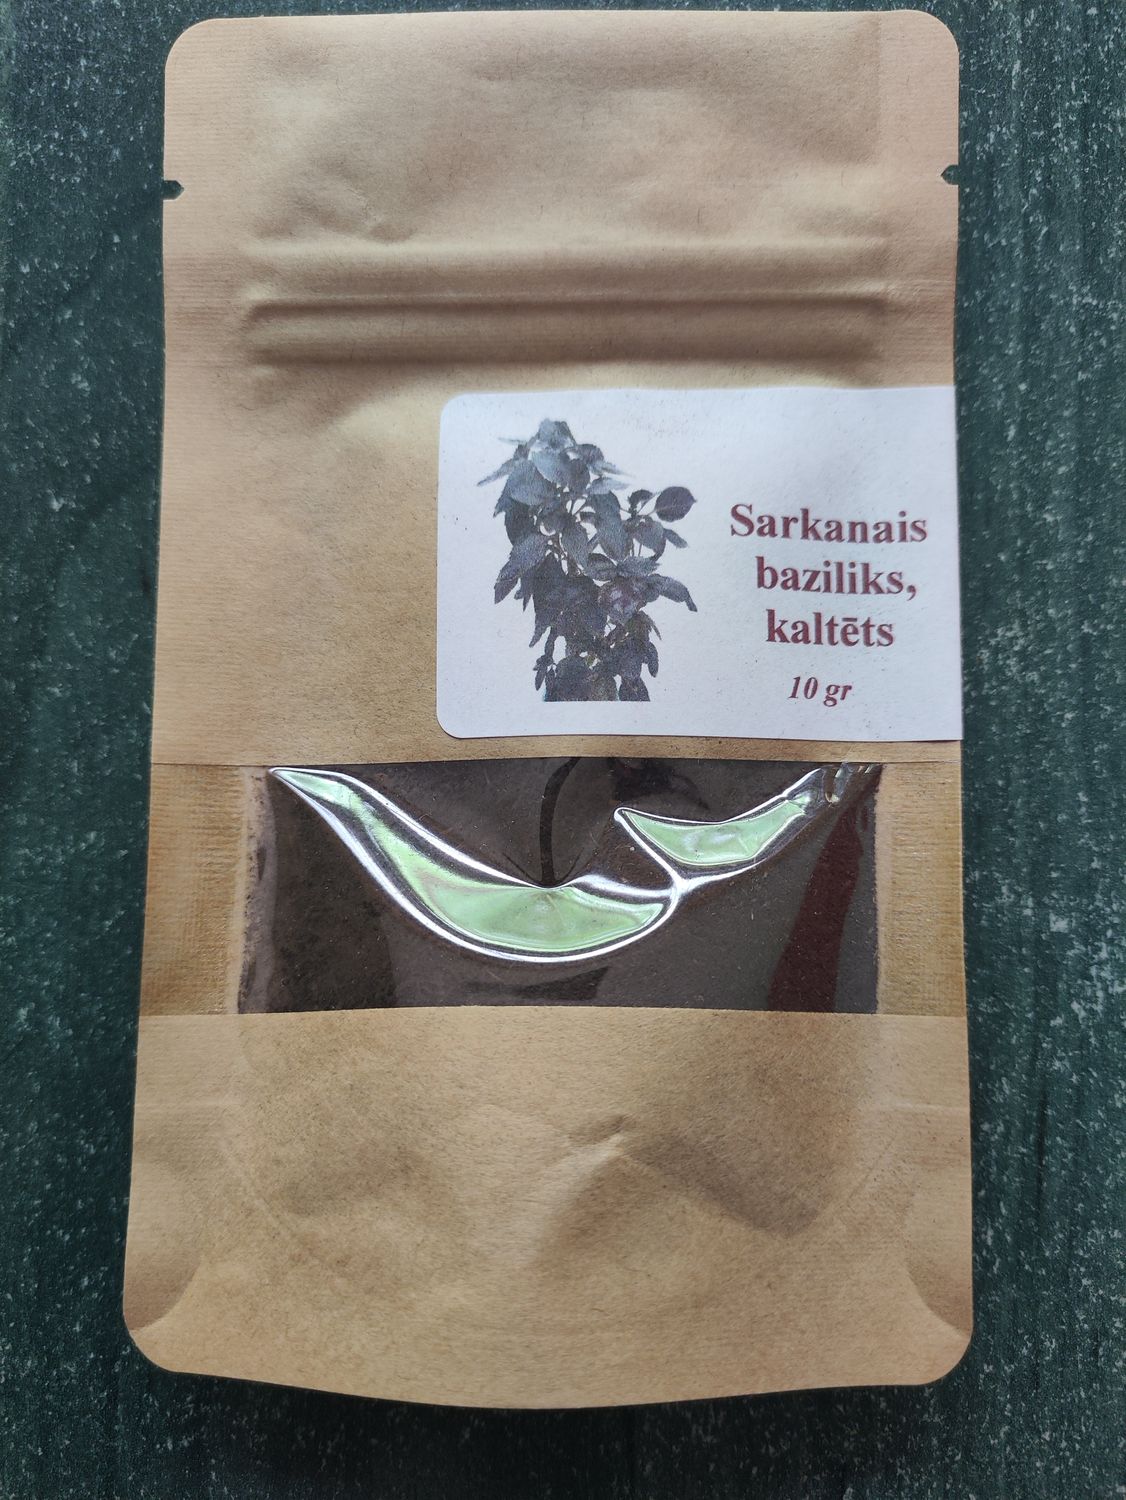 Sarkanais
baziliks,
kaltēts
10 gr